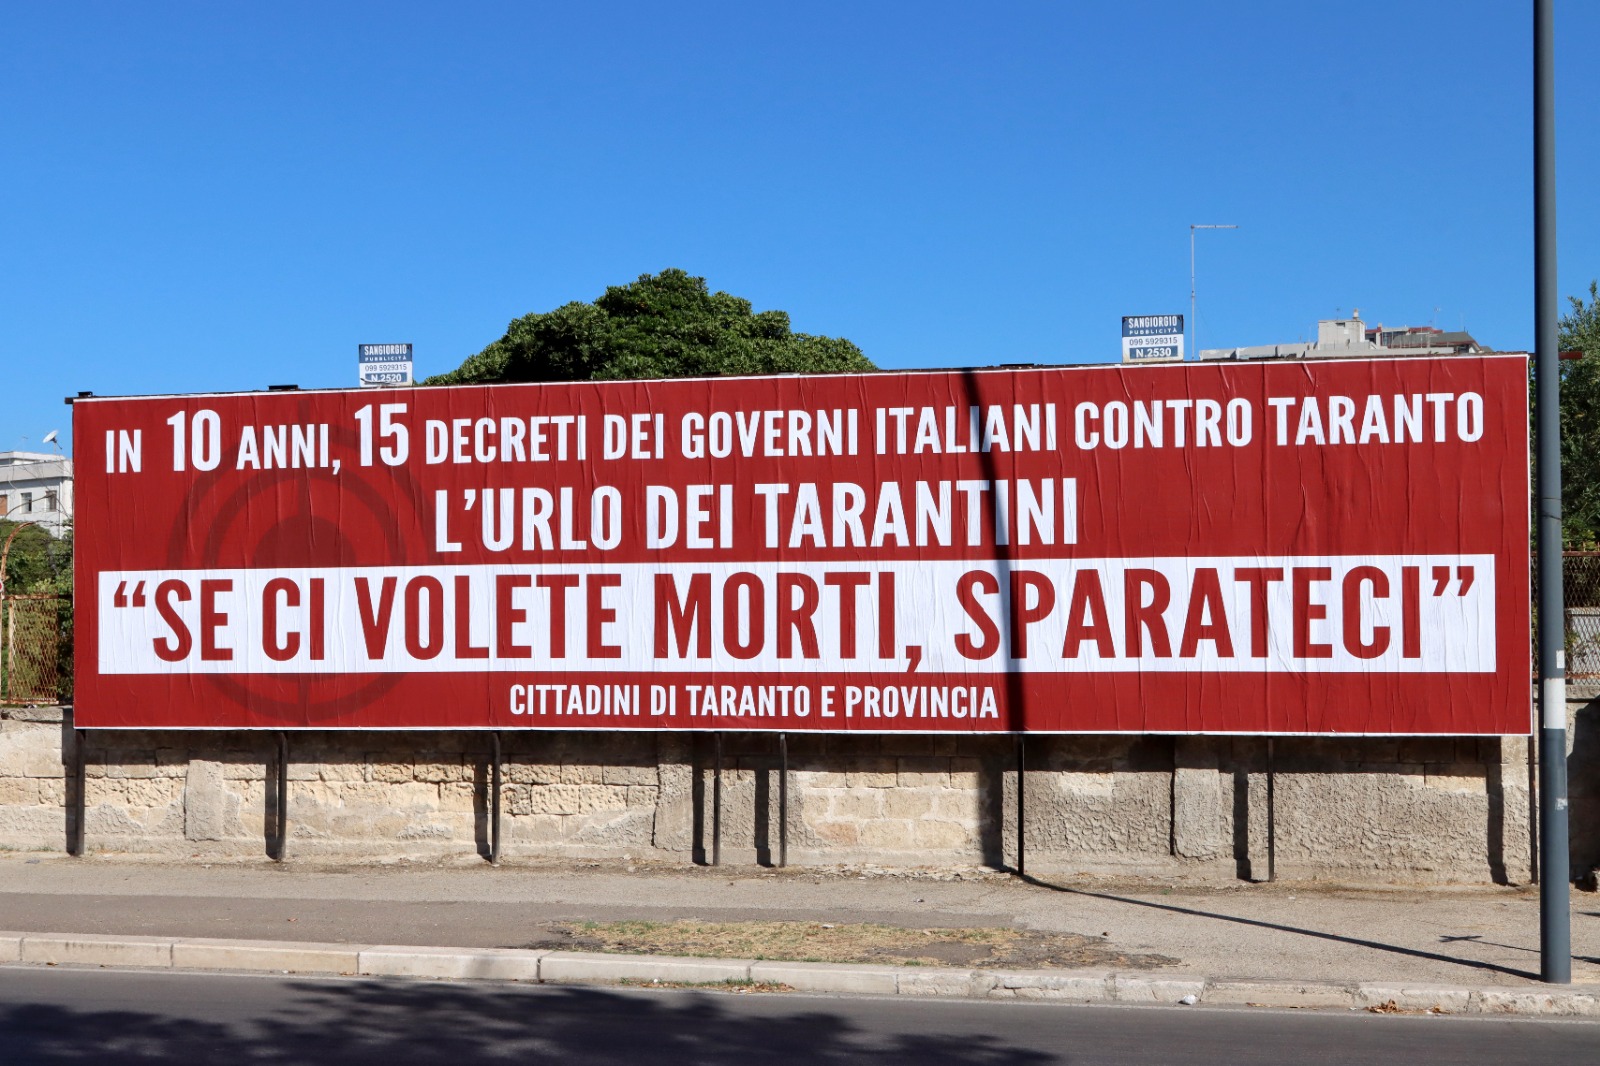 SANGIORGIO
PUBBLICITÀ
099 5929315
N.2520
SANGIORGIO
PUBBLICITÀ
099 5929315
N.2530
IN 10 ANNI, 15 DECRETI DEI GOVERNI ITALIANI CONTRO TARANTO
L'URLO DEI TARANTINI
“SE CI VOLETE MORTI, SPARATECI”
CITTADINI DI TARANTO E PROVINCIA